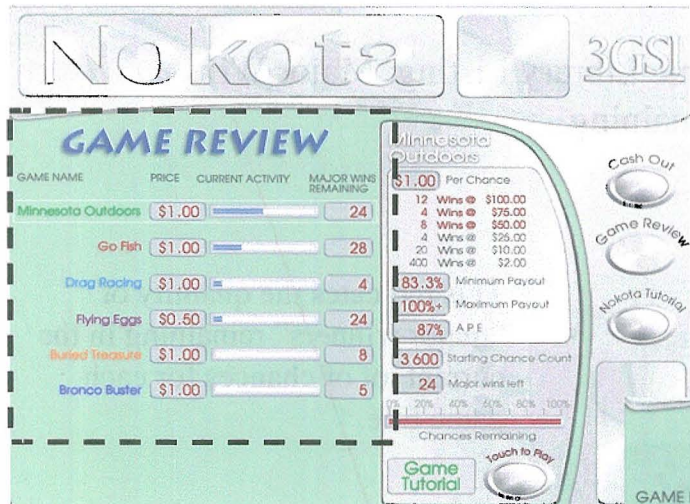 Nokota
3GSI
GAME REVIEW
GAME NAME PRICE CURRENT ACTIVITY MAJOR WINS REMAINING
Minnesota Outdoors $1.00 24
Go Fish $1.00 28
Drag Racing $1.00 4
Flying Eggs $0.50 24
Buried Treasure $1.00 8
Bronco Buster $1.00 5
Minnesota
Outdoors
$1.00 Per Chance
12 Wins @ $100.00
4 Wins @ $75.00
8 Wins @ $50.00
4 Wins @ $25.00
20 Wins @ $10.00
400 Wins @ $2.00
83.3% Minimum Payout
100%+ Maximum Payout
87% A P E
3600 Starting Chance Count
24 Major wins left
0% 20% 40% 60% 80% 100%
Chances Remaining
Game
Tutorial
Touch to Play
Cash Out
Game Review
Nokota Tutorial
GAME